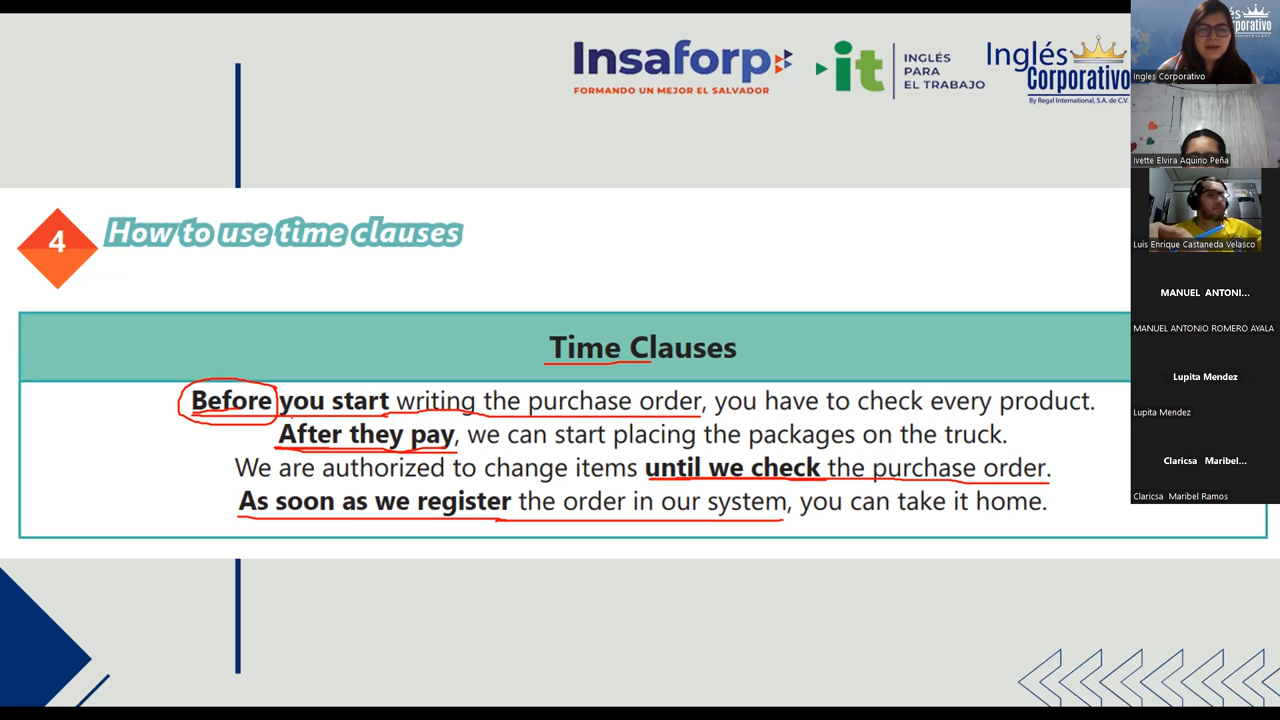 Insaforp
FORMANDO UN MEJOR EL SALVADOR
it
INGLÉS
PARA
EL TRABAJO
Inglés
Corporativo
By Regal International, S.A. de C.V.
4
How to use time clauses
Time Clauses
Before you start writing the purchase order, you have to check every product.
After they pay, we can start placing the packages on the truck.
We are authorized to change items until we check the purchase order.
As soon as we register the order in our system, you can take it home.
Ingles Corporativo
Ivette Elvira Aquino Peña
Luis Enrique Castaneda Velasco
MANUEL ANTONI...
MANUEL ANTONIO ROMERO AYALA
Lupita Mendez
Lupita Mendez
Claricsa Maribel...
Claricsa Maribel Ramos